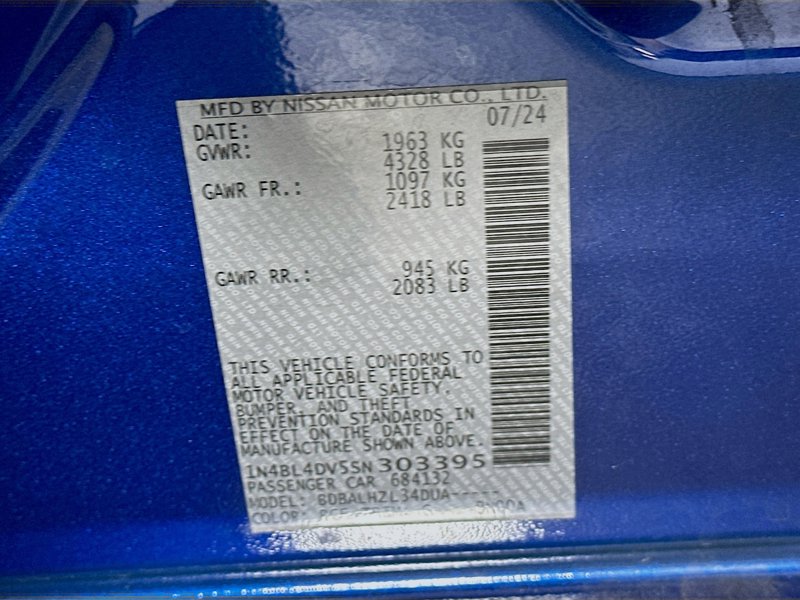 MFD BY NISSAN MOTOR CO., LTD.
DATE: 07/24
GVWR: 1963 KG
4328 LB
GAWR FR.: 1097 KG
2418 LB
GAWR RR.: 945 KG
2083 LB
THIS VEHICLE CONFORMS TO
ALL APPLICABLE FEDERAL
MOTOR VEHICLE SAFETY,
BUMPER, AND THEFT
PREVENTION STANDARDS IN
EFFECT ON THE DATE OF
MANUFACTURE SHOWN ABOVE.
1N4BL4DV5SN 303395
PASSENGER CAR 684132
MODEL:
COLOR: